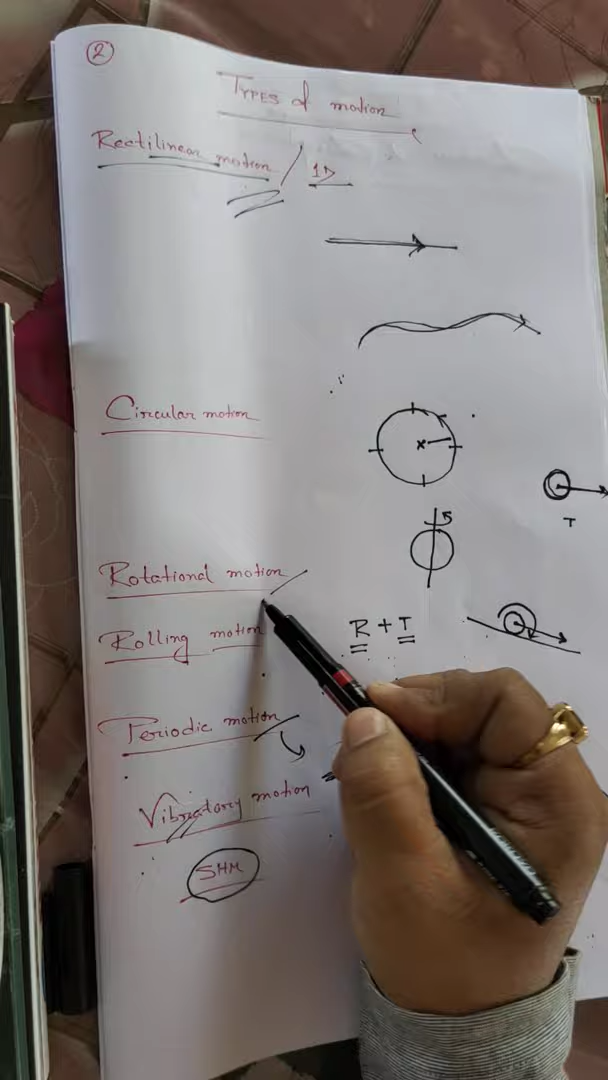 2
TYPES of motion
Rectilinear motion / 1D
Circular motion
T
Rotational motion
R + T
Rolling motion
Periodic motion
Vibratory motion
SHM